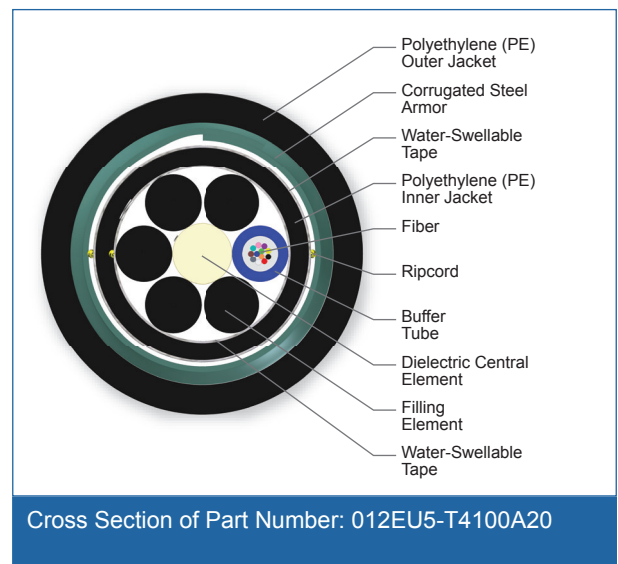 Polyethylene (PE)
Outer Jacket
Corrugated Steel
Armor
Water-Swellable
Tape
Polyethylene (PE)
Inner Jacket
Fiber
Ripcord
Buffer
Tube
Dielectric Central
Element
Filling
Element
Water-Swellable
Tape
Cross Section of Part Number: 012EU5-T4100A20